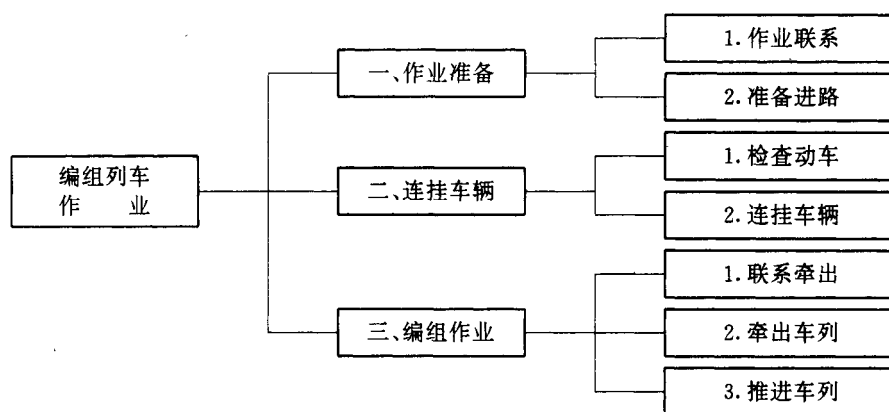 编组列车
作 业
一、作业准备
1.作业联系
2.准备进路
二、连挂车辆
1.检查动车
2.连挂车辆
三、编组作业
1.联系牵出
2.牵出车列
3.推进车列